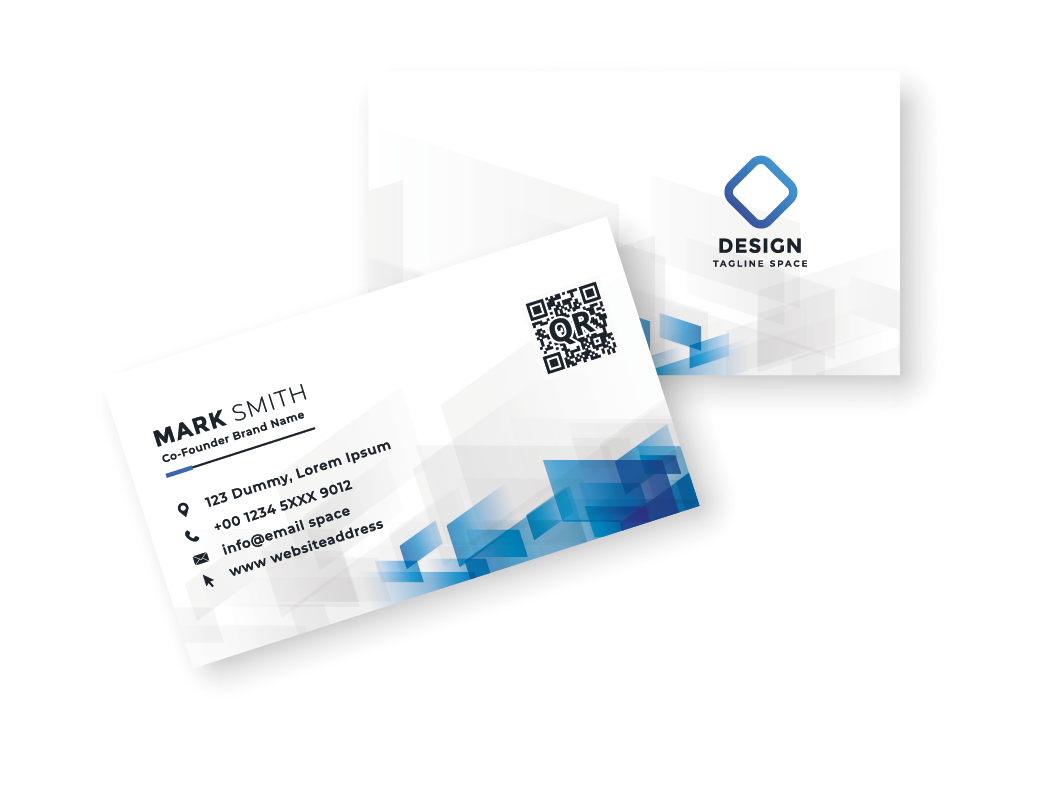 DESIGN
TAGLINE SPACE
QR
MARK SMITH
Co-Founder Brand Name
123 Dummy, Lorem Ipsum
+00 1234 5XXX 9012
info@email space
www websiteaddress